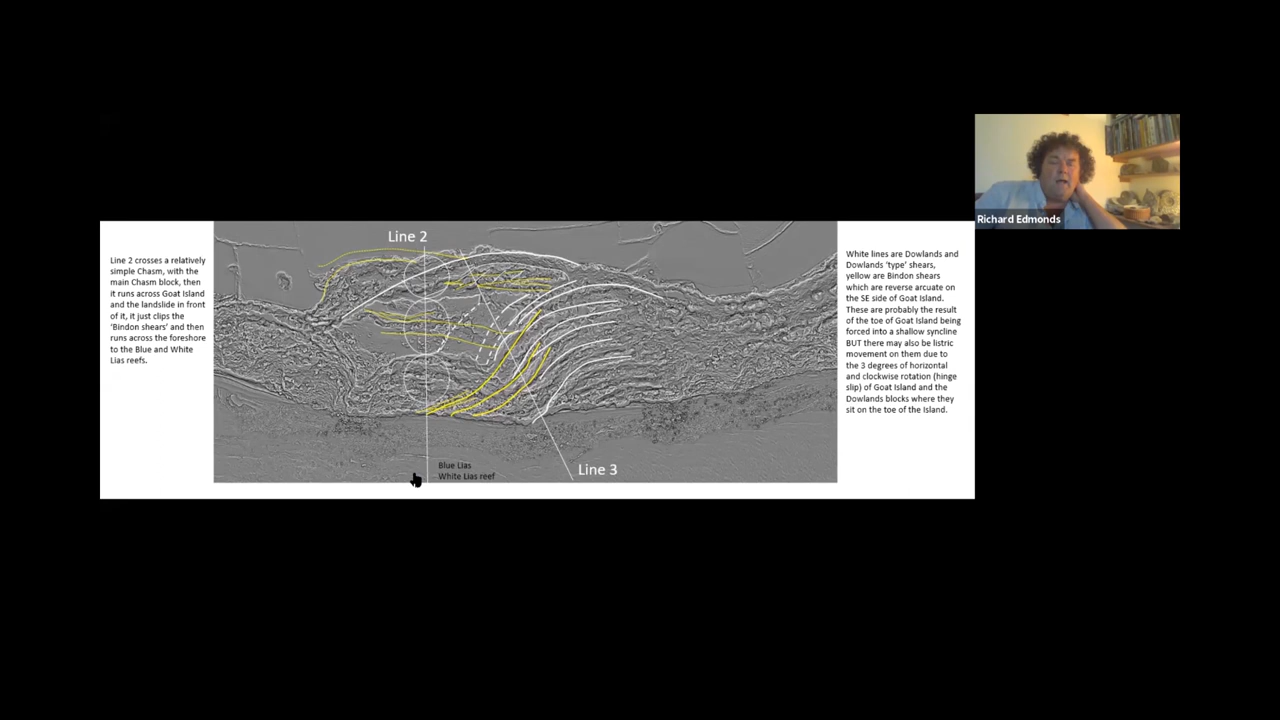 Line 2
Line 2 crosses a relatively
simple Chasm, with the
main Chasm block, then
it runs across Goat Island
and the landslide in front
of it, it just clips the
‘Bindon shears’ and then
runs across the foreshore
to the Blue and White
Lias reefs.
Line 3
Blue Lias
White Lias reef
White lines are Dowlands and
Dowlands ‘type’ shears,
yellow are Bindon shears
which are reverse arcuate on
the SE side of Goat Island.
These are probably the result
of the toe of Goat Island being
forced into a shallow syncline
BUT there may also be listric
movement on them due to
the 3 degrees of horizontal
and clockwise rotation (hinge
slip) of Goat Island and the
Dowlands blocks where they
sit on the toe of the Island.
Richard Edmonds